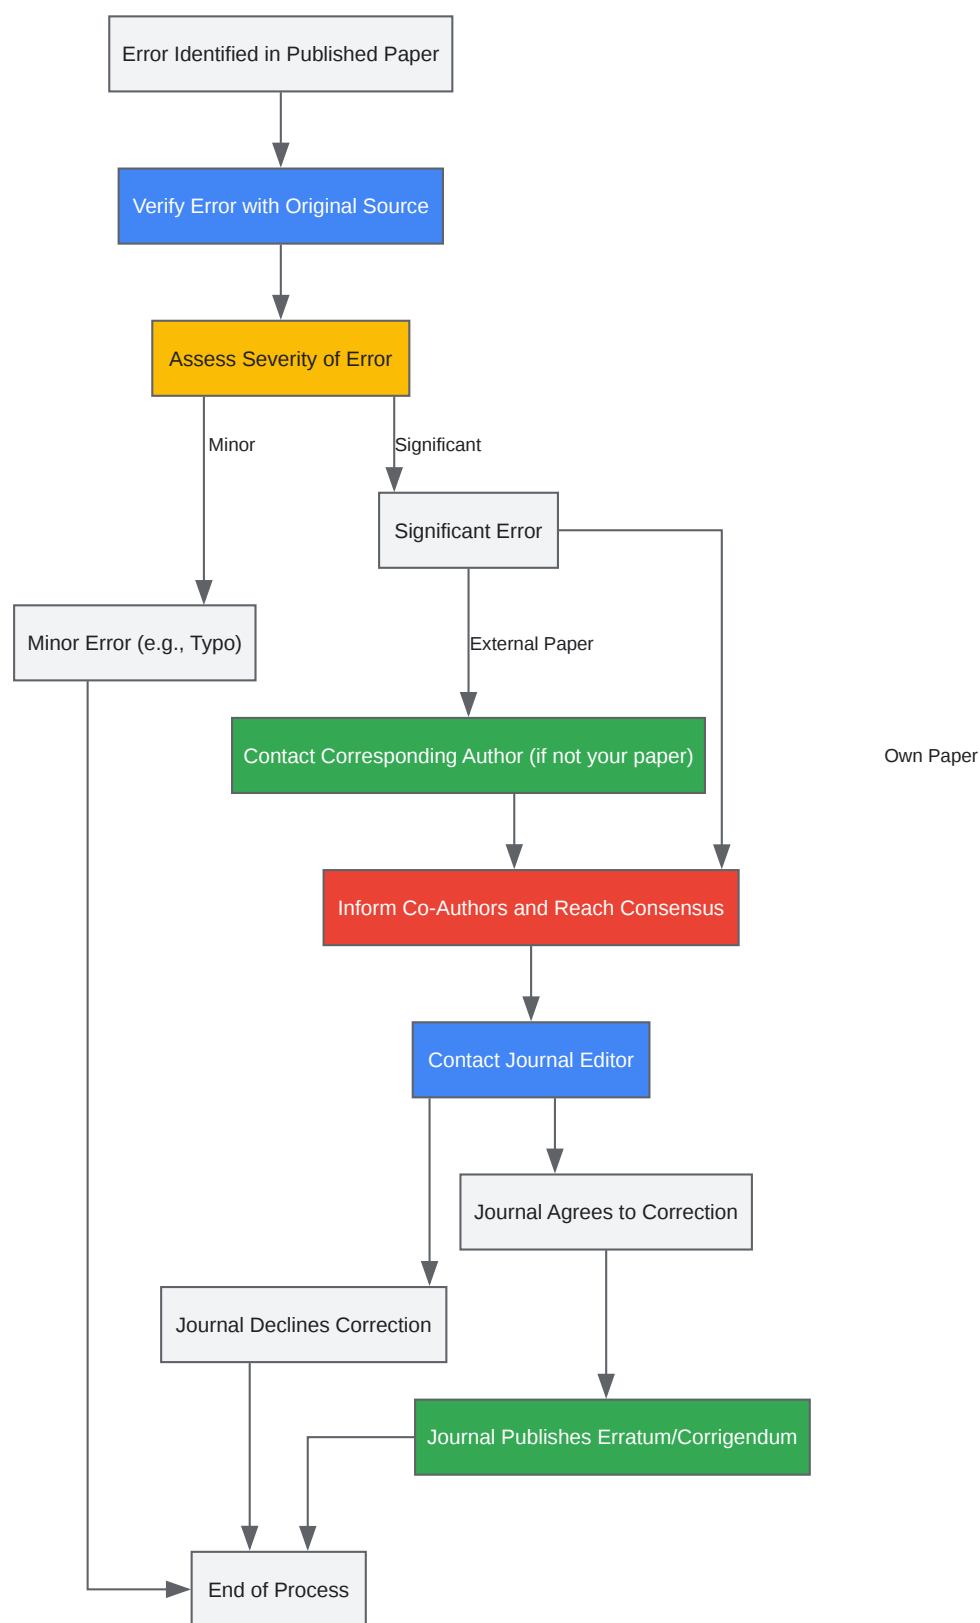 Error Identified in Published Paper
Verify Error with Original Source
Assess Severity of Error
Minor
Significant
Significant Error
Minor Error (e.g., Typo)
External Paper
Contact Corresponding Author (if not your paper)
Own Paper
Inform Co-Authors and Reach Consensus
Contact Journal Editor
Journal Agrees to Correction
Journal Declines Correction
Journal Publishes Erratum/Corrigendum
End of Process